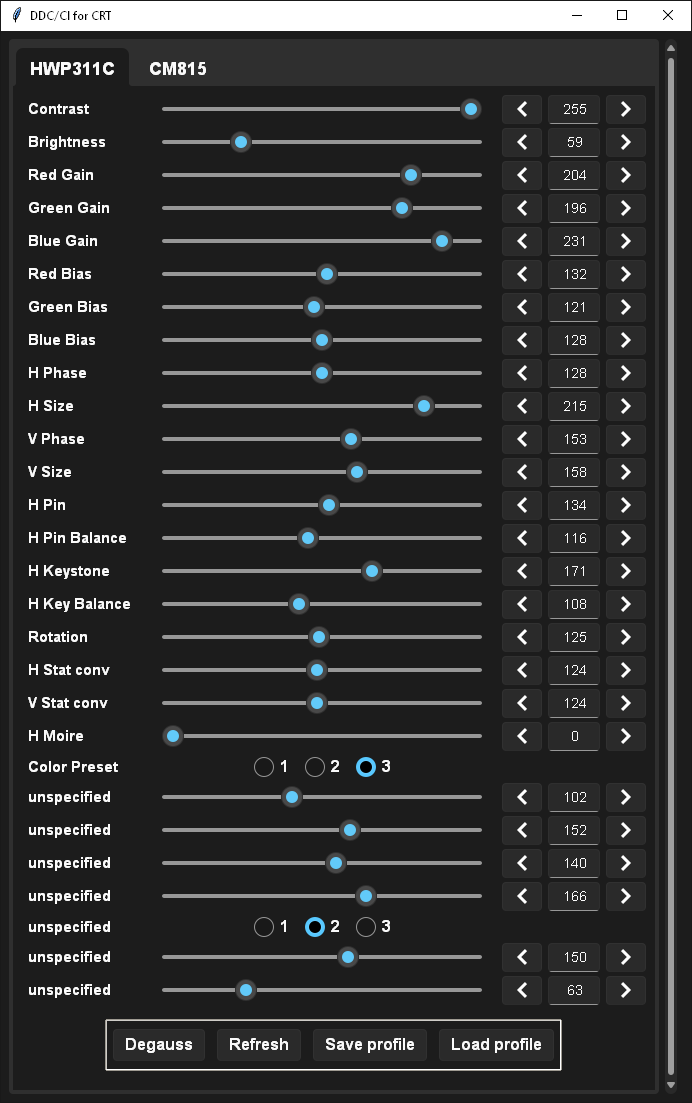 DDC/CI for CRT
HWP311C CM815
Contrast 255
Brightness 59
Red Gain 204
Green Gain 196
Blue Gain 231
Red Bias 132
Green Bias 121
Blue Bias 128
H Phase 128
H Size 215
V Phase 153
V Size 158
H Pin 134
H Pin Balance 116
H Keystone 171
H Key Balance 108
Rotation 125
H Stat conv 124
V Stat conv 124
H Moire 0
Color Preset 1 2 3
unspecified 102
unspecified 152
unspecified 140
unspecified 166
unspecified 1 2 3
unspecified 150
unspecified 63
Degauss Refresh Save profile Load profile